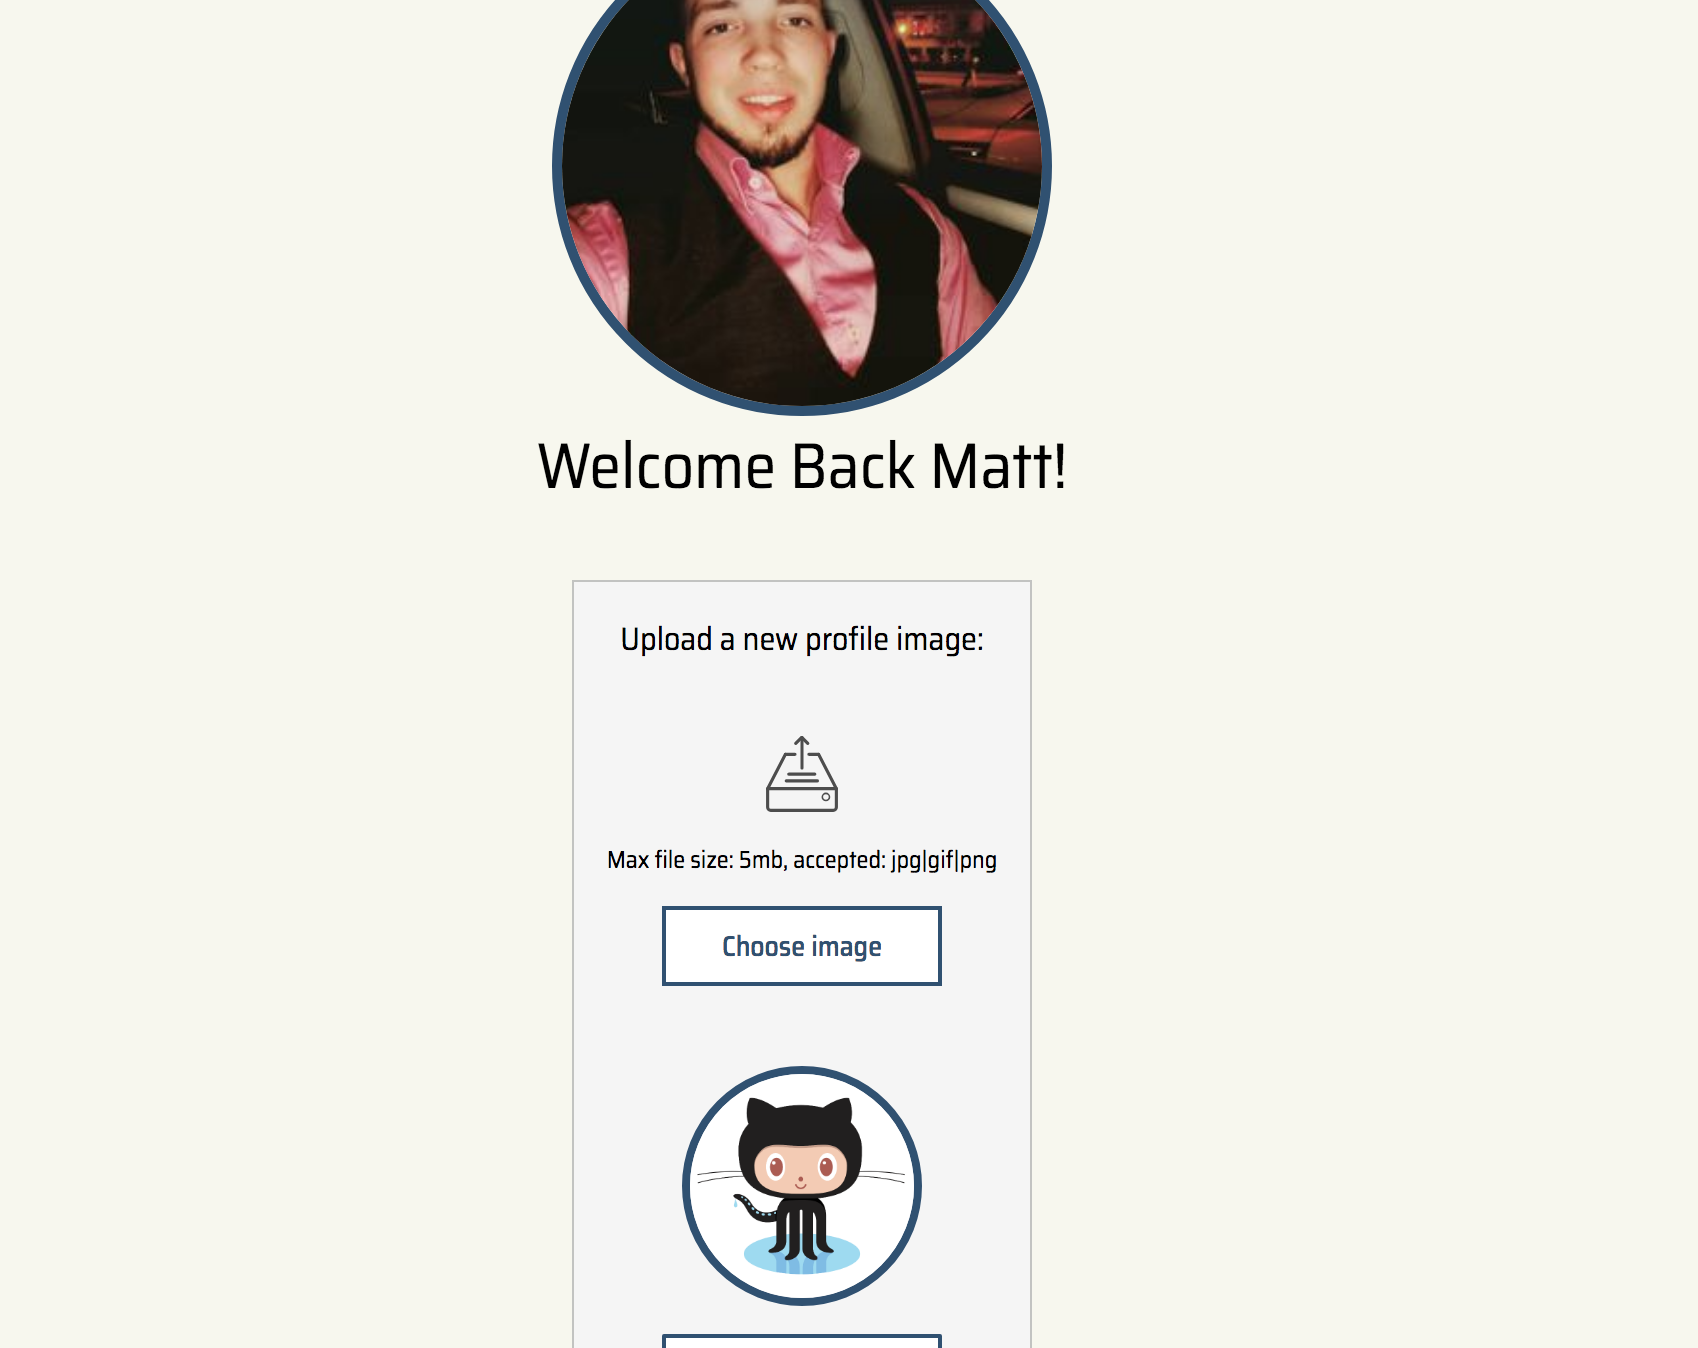 Welcome Back Matt!
Upload a new profile image:
Max file size: 5mb, accepted: jpg|gif|png
Choose image